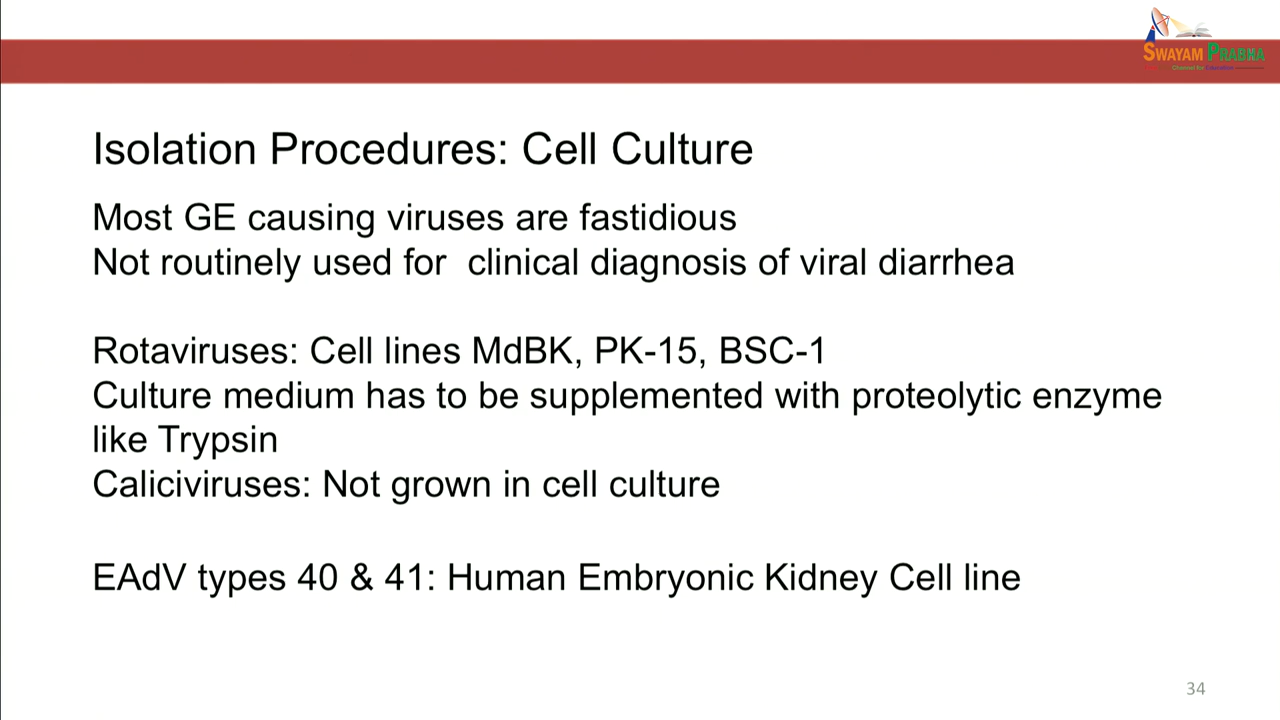 SWAYAM PRABHA
Isolation Procedures: Cell Culture
Most GE causing viruses are fastidious
Not routinely used for clinical diagnosis of viral diarrhea
Rotaviruses: Cell lines MdBK, PK-15, BSC-1
Culture medium has to be supplemented with proteolytic enzyme
like Trypsin
Caliciviruses: Not grown in cell culture
EAdV types 40 & 41: Human Embryonic Kidney Cell line
34